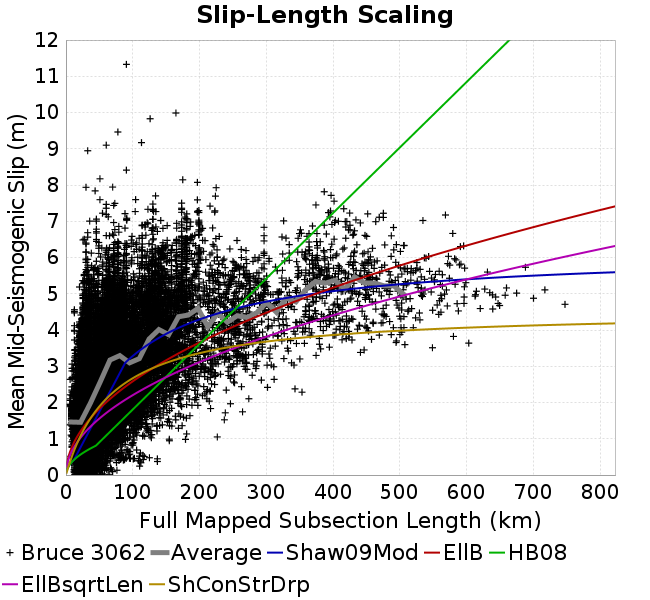 Slip-Length Scaling
12
11
10
9
8
7
6
5
4
3
2
1
0
Mean Mid-Seismogenic Slip (m)
0 100 200 300 400 500 600 700 800
Full Mapped Subsection Length (km)
Bruce 3062 Average Shaw09Mod EllB HB08
EllBsqrtLen ShConStrDrp